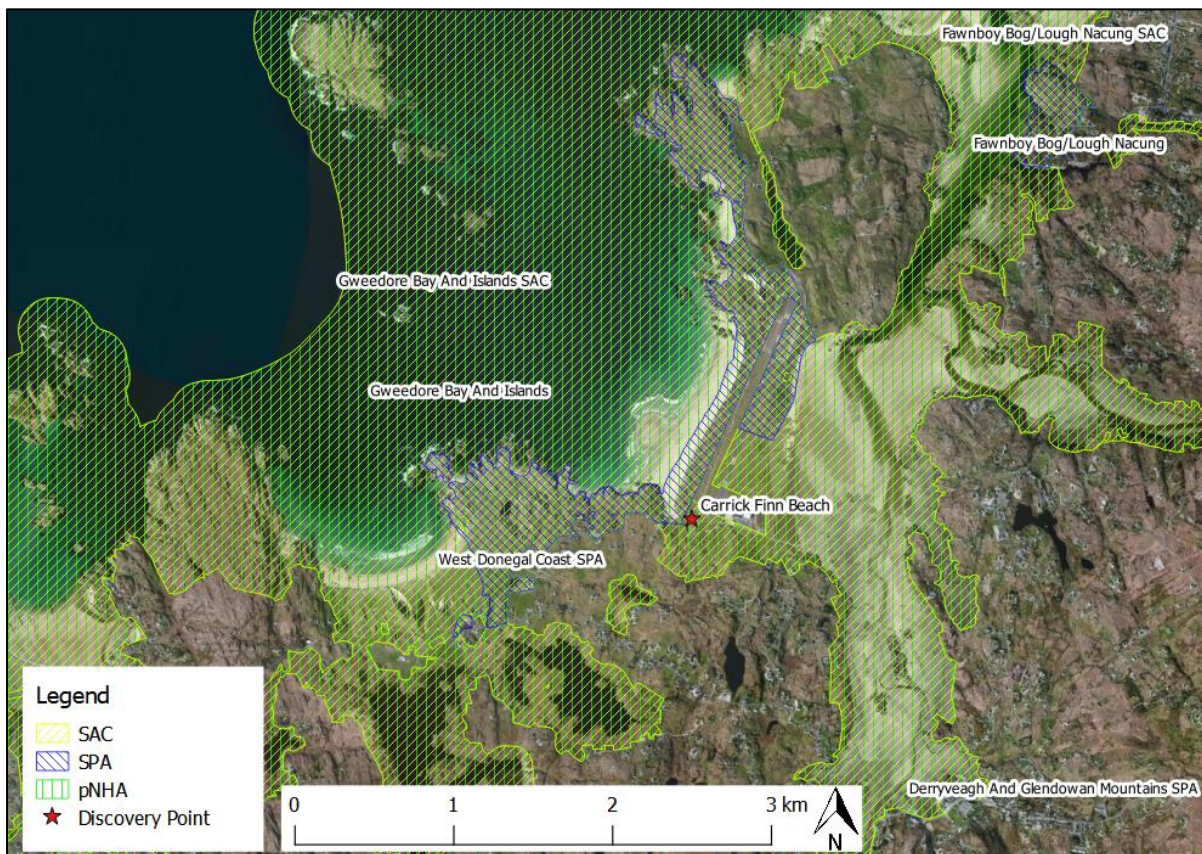 Fawnboy Bog/Lough Nacung SAC
Fawnboy Bog/Lough Nacung
Gweedore Bay And Islands SAC
Gweedore Bay And Islands
Carrick Finn Beach
West Donegal Coast SPA
Derryveagh And Glendowan Mountains SPA
Legend
SAC
SPA
pNHA
Discovery Point
0 1 2 3 km
N